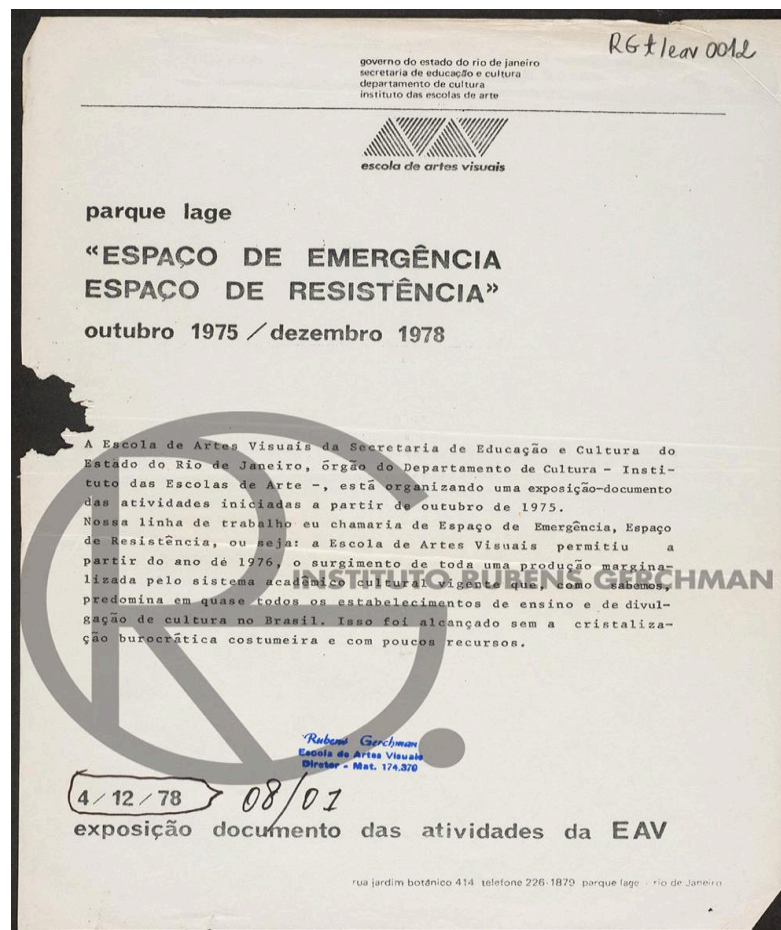 RGt/eav 0012
governo do estado do rio de janeiro
secretaria de educação e cultura
departamento de cultura
instituto das escolas de arte
escola de artes visuais
parque lage
«ESPAÇO DE EMERGÊNCIA
ESPAÇO DE RESISTÊNCIA»
outubro 1975 / dezembro 1978
A Escola de Artes Visuais da Secretaria de Educação e Cultura do
Estado do Rio de Janeiro, órgão do Departamento de Cultura - Insti-
tuto das Escolas de Arte -, está organizando uma exposição-documento
das atividades iniciadas a partir de outubro de 1975.
Nossa linha de trabalho eu chamaria de Espaço de Emergência, Espaço
de Resistência, ou seja: a Escola de Artes Visuais permitiu a
partir do ano de 1976, o surgimento de toda uma produção margina-
lizada pelo sistema acadêmico cultural vigente que, como sabemos,
predomina em quase todos os estabelecimentos de ensino e de divul-
gação de cultura no Brasil. Isso foi alcançado sem a cristaliza-
ção burocrática costumeira e com poucos recursos.
INSTITUTO RUBENS GERCHMAN
RG.
Rubens Gerchman
Escola de Artes Visuais
Diretor - Mat. 174.370
4/12/78 08/01
exposição documento das atividades da EAV
rua jardim botânico 414 telefone 226-1879 parque lage - rio de Janeiro